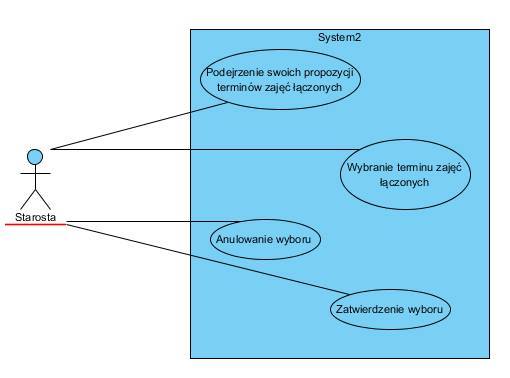 System2
Podejrzenie swoich propozycji
terminów zajęć łączonych
Wybranie terminu zajęć
łączonych
Starosta
Anulowanie wyboru
Zatwierdzenie wyboru